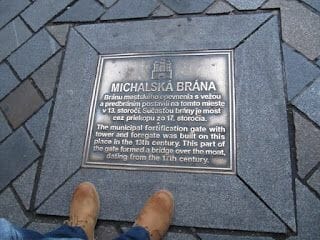 MICHALSKÁ BRÁNA
Bránu mestského opevnenia s vežou
a predbráním postavili na tomto mieste
v 13. storočí. Súčasťou brány je most
cez priekopu zo 17. storočia.
The municipal fortification gate with
tower and foregate was built on this
place in the 13th century. This part of
the gate formed a bridge over the moat,
dating from the 17th century.